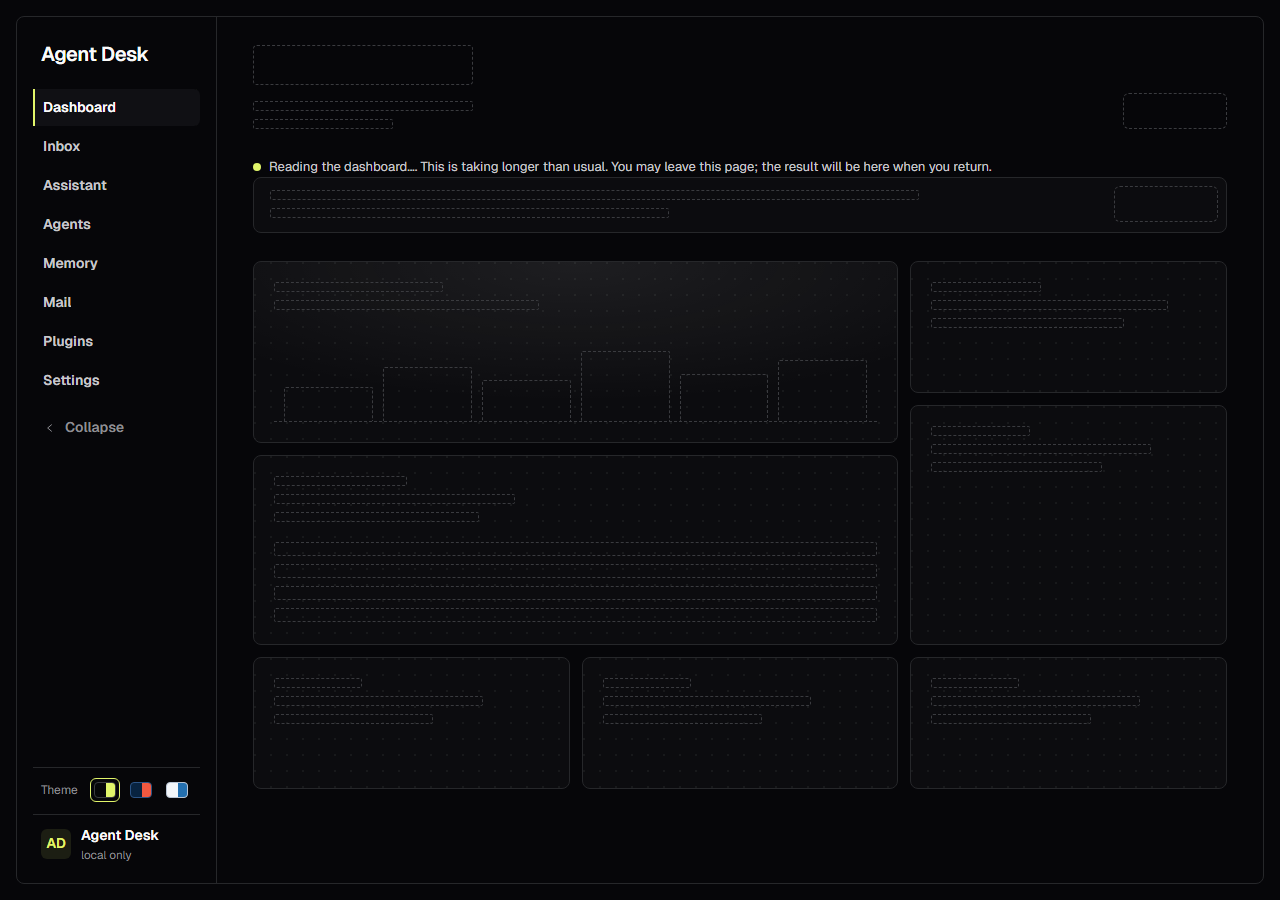 Agent Desk
Dashboard
Inbox
Assistant
Agents
Memory
Mail
Plugins
Settings
Collapse
Theme
AD
Agent Desk
local only
Reading the dashboard.... This is taking longer than usual. You may leave this page; the result will be here when you return.